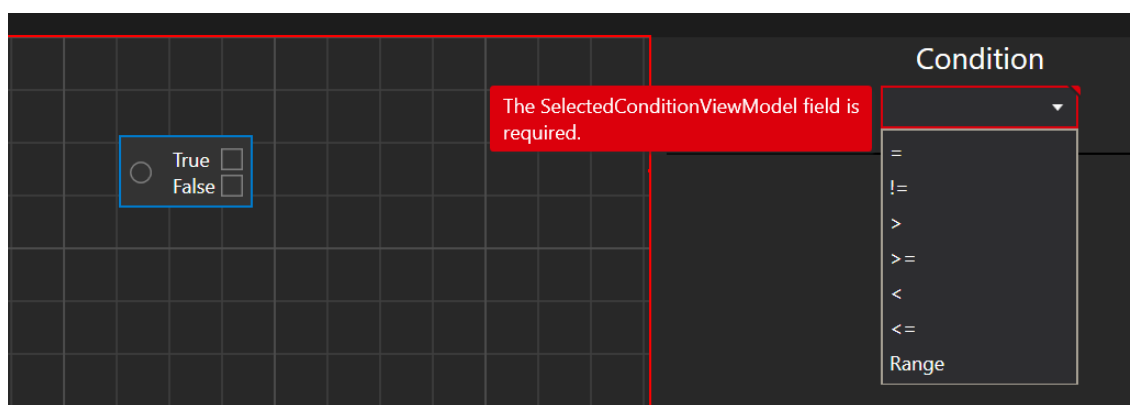 Condition
The SelectedConditionViewModel field is
required.
True
False
=
!=
>
>=
<
<=
Range